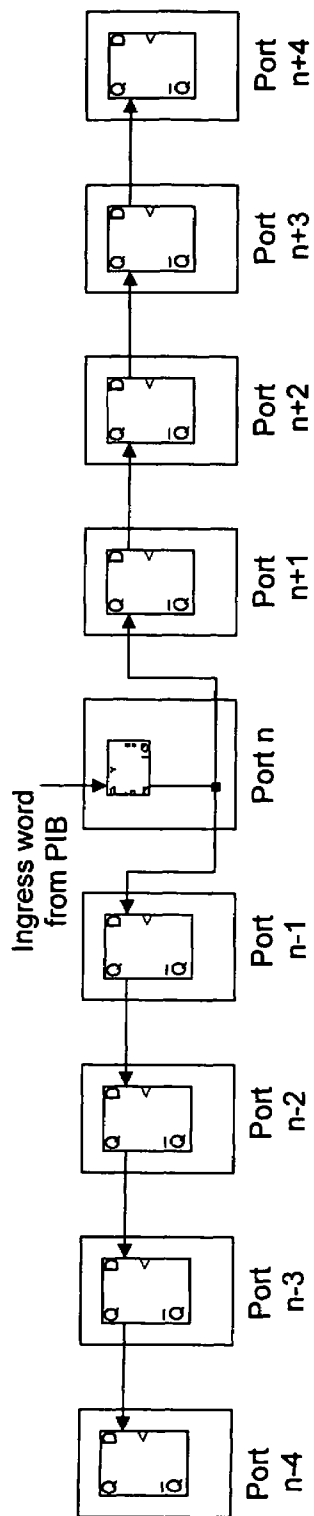 Ingress word
from PIB
Q D
Q D
Q D
Q D
Q D
Q D
Q D
Q D
Q̅
Q̅
Q̅
Q̅
Q̅
Q̅
Q̅
Q̅
Port
n-4
Port
n-3
Port
n-2
Port
n-1
Port n
Port
n+1
Port
n+2
Port
n+3
Port
n+4